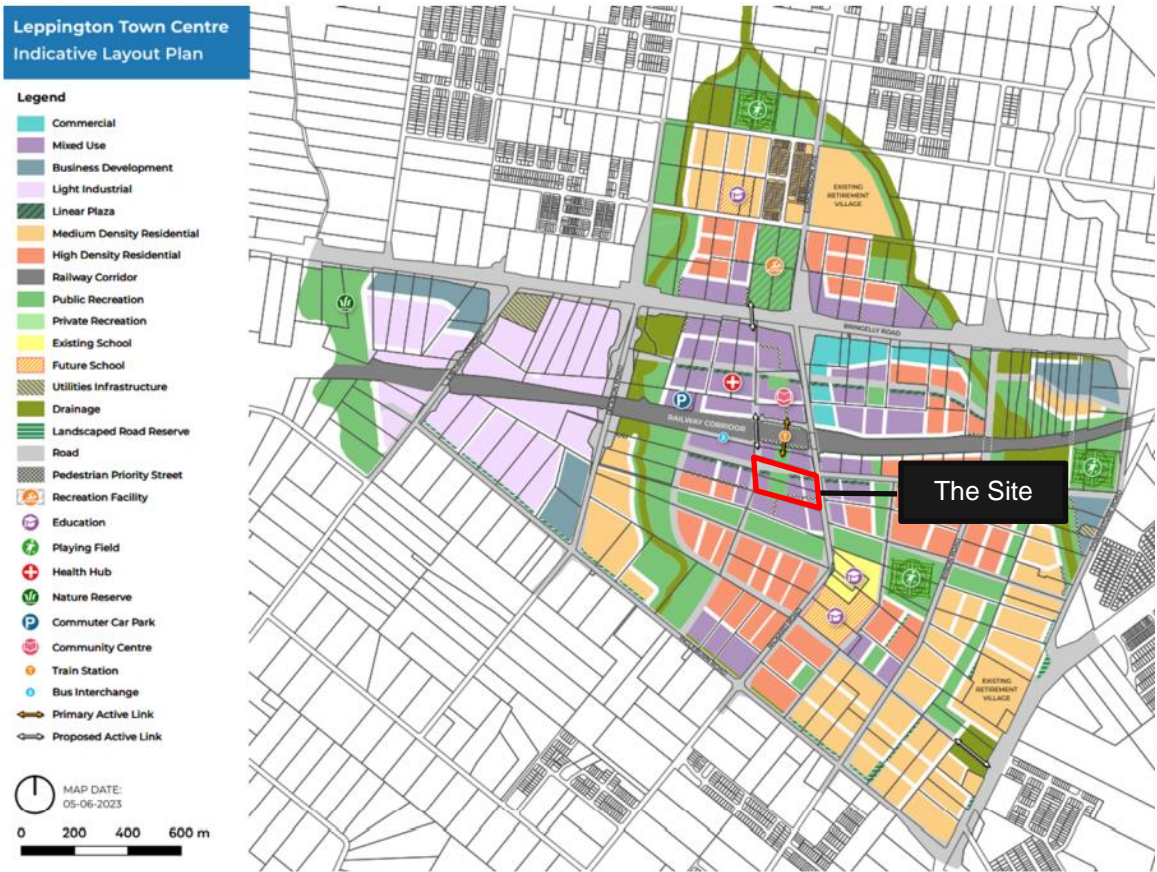 Leppington Town Centre
Indicative Layout Plan
Legend
Commercial
Mixed Use
Business Development
Light Industrial
Linear Plaza
Medium Density Residential
High Density Residential
Railway Corridor
Public Recreation
Private Recreation
Existing School
Future School
Utilities Infrastructure
Drainage
Landscaped Road Reserve
Road
Pedestrian Priority Street
Recreation Facility
Education
Playing Field
Health Hub
Nature Reserve
P
Commuter Car Park
Community Centre
T
Train Station
B
Bus Interchange
Primary Active Link
Proposed Active Link
MAP DATE:
05-06-2023
0 200 400 600 m
EXISTING
RETIREMENT
VILLAGE
BRINGELLY ROAD
P
RAILWAY CORRIDOR
The Site
EXISTING
RETIREMENT
VILLAGE